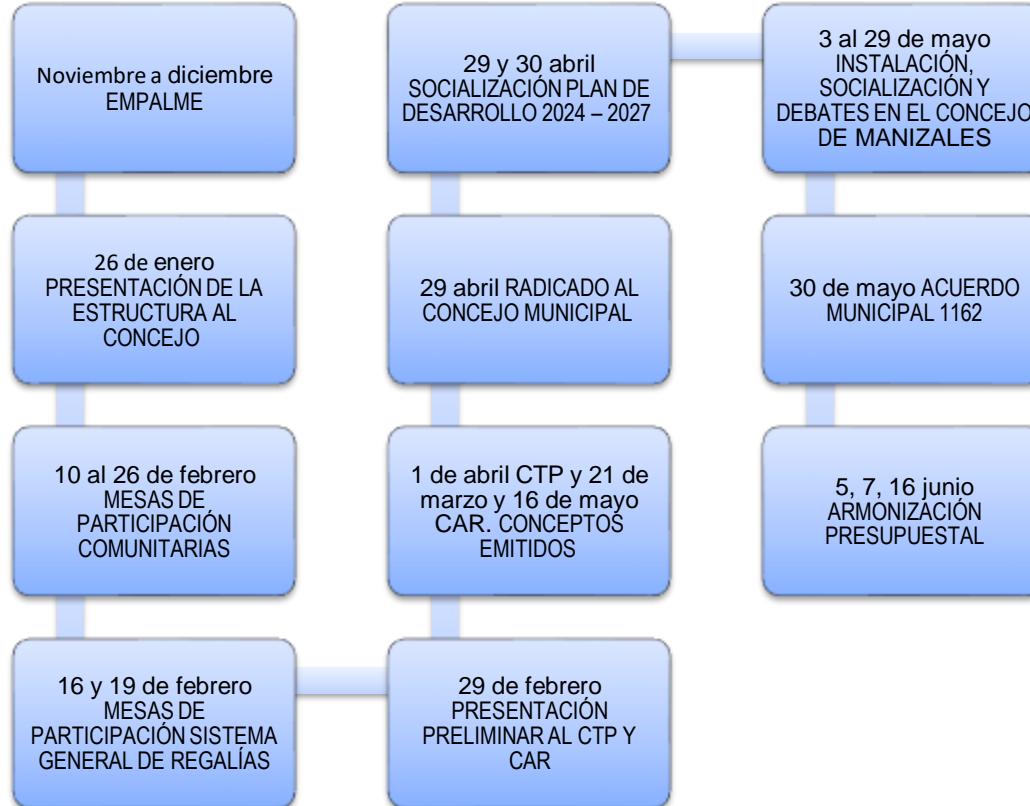 Noviembre a diciembre
EMPALME
26 de enero
PRESENTACIÓN DE LA
ESTRUCTURA AL
CONCEJO
10 al 26 de febrero
MESAS DE
PARTICIPACIÓN
COMUNITARIAS
16 y 19 de febrero
MESAS DE
PARTICIPACIÓN SISTEMA
GENERAL DE REGALÍAS
29 de febrero
PRESENTACIÓN
PRELIMINAR AL CTP Y
CAR
1 de abril CTP y 21 de
marzo y 16 de mayo
CAR. CONCEPTOS
EMITIDOS
29 abril RADICADO AL
CONCEJO MUNICIPAL
29 y 30 abril
SOCIALIZACIÓN PLAN DE
DESARROLLO 2024 – 2027
3 al 29 de mayo
INSTALACIÓN,
SOCIALIZACIÓN Y
DEBATES EN EL CONCEJO
DE MANIZALES
30 de mayo ACUERDO
MUNICIPAL 1162
5, 7, 16 junio
ARMONIZACIÓN
PRESUPUESTAL